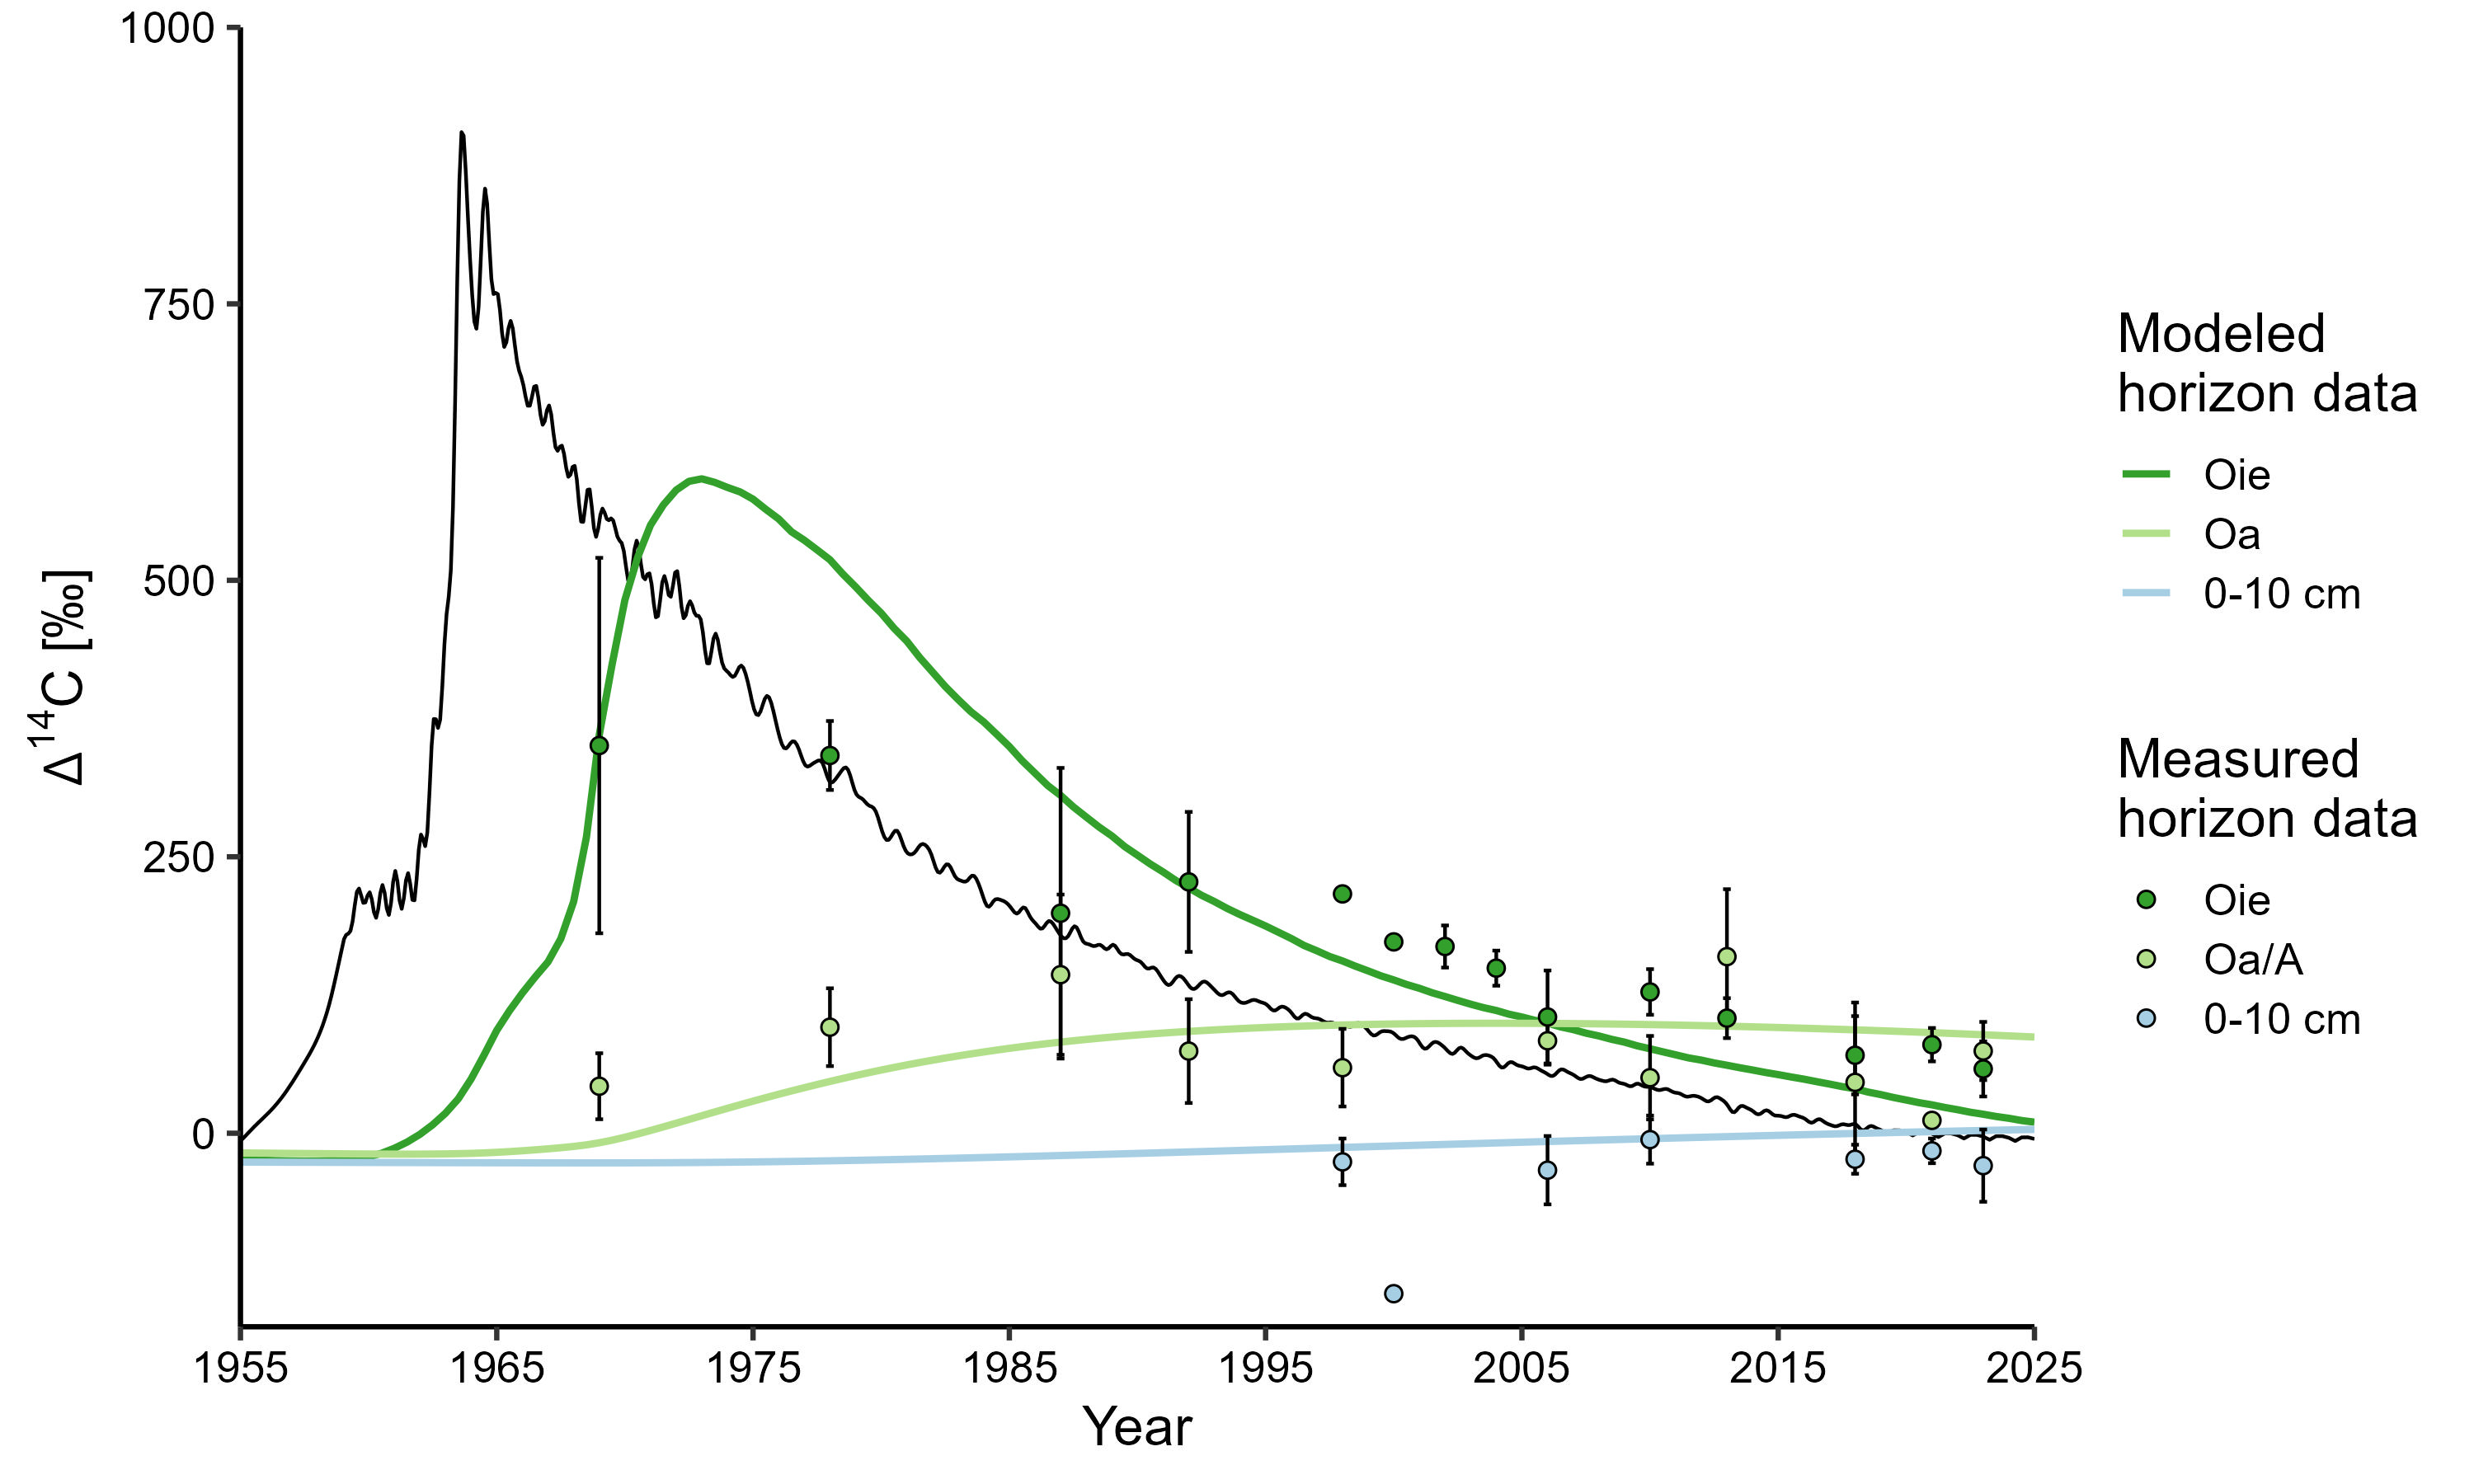 1000
750
500
250
0
Δ ¹⁴C [‰]
1955 1965 1975 1985 1995 2005 2015 2025
Year
Modeled
horizon data
Oie
Oa
0-10 cm
Measured
horizon data
Oie
Oa/A
0-10 cm